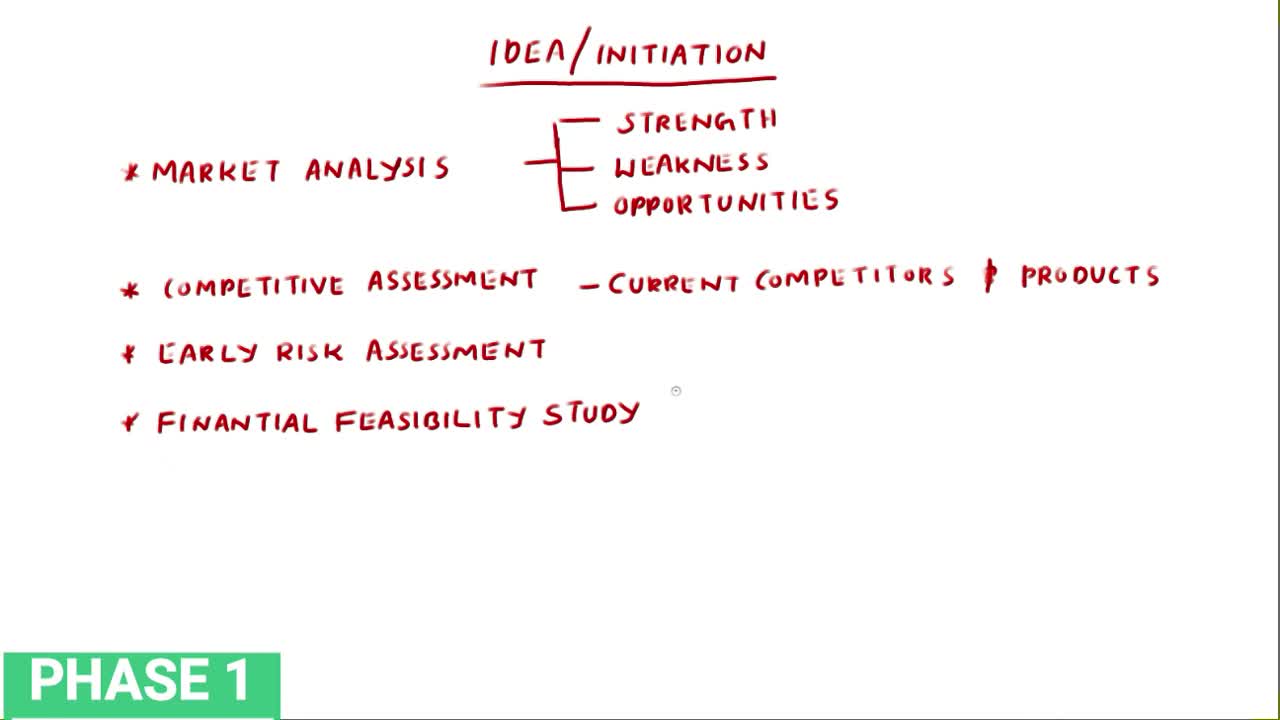 IDEA/INITIATION
STRENGTH
* MARKET ANALYSIS
WEAKNESS
OPPORTUNITIES
* COMPETITIVE ASSESSMENT - CURRENT COMPETITORS & PRODUCTS
* EARLY RISK ASSESSMENT
* FINANTIAL FEASIBILITY STUDY
PHASE 1